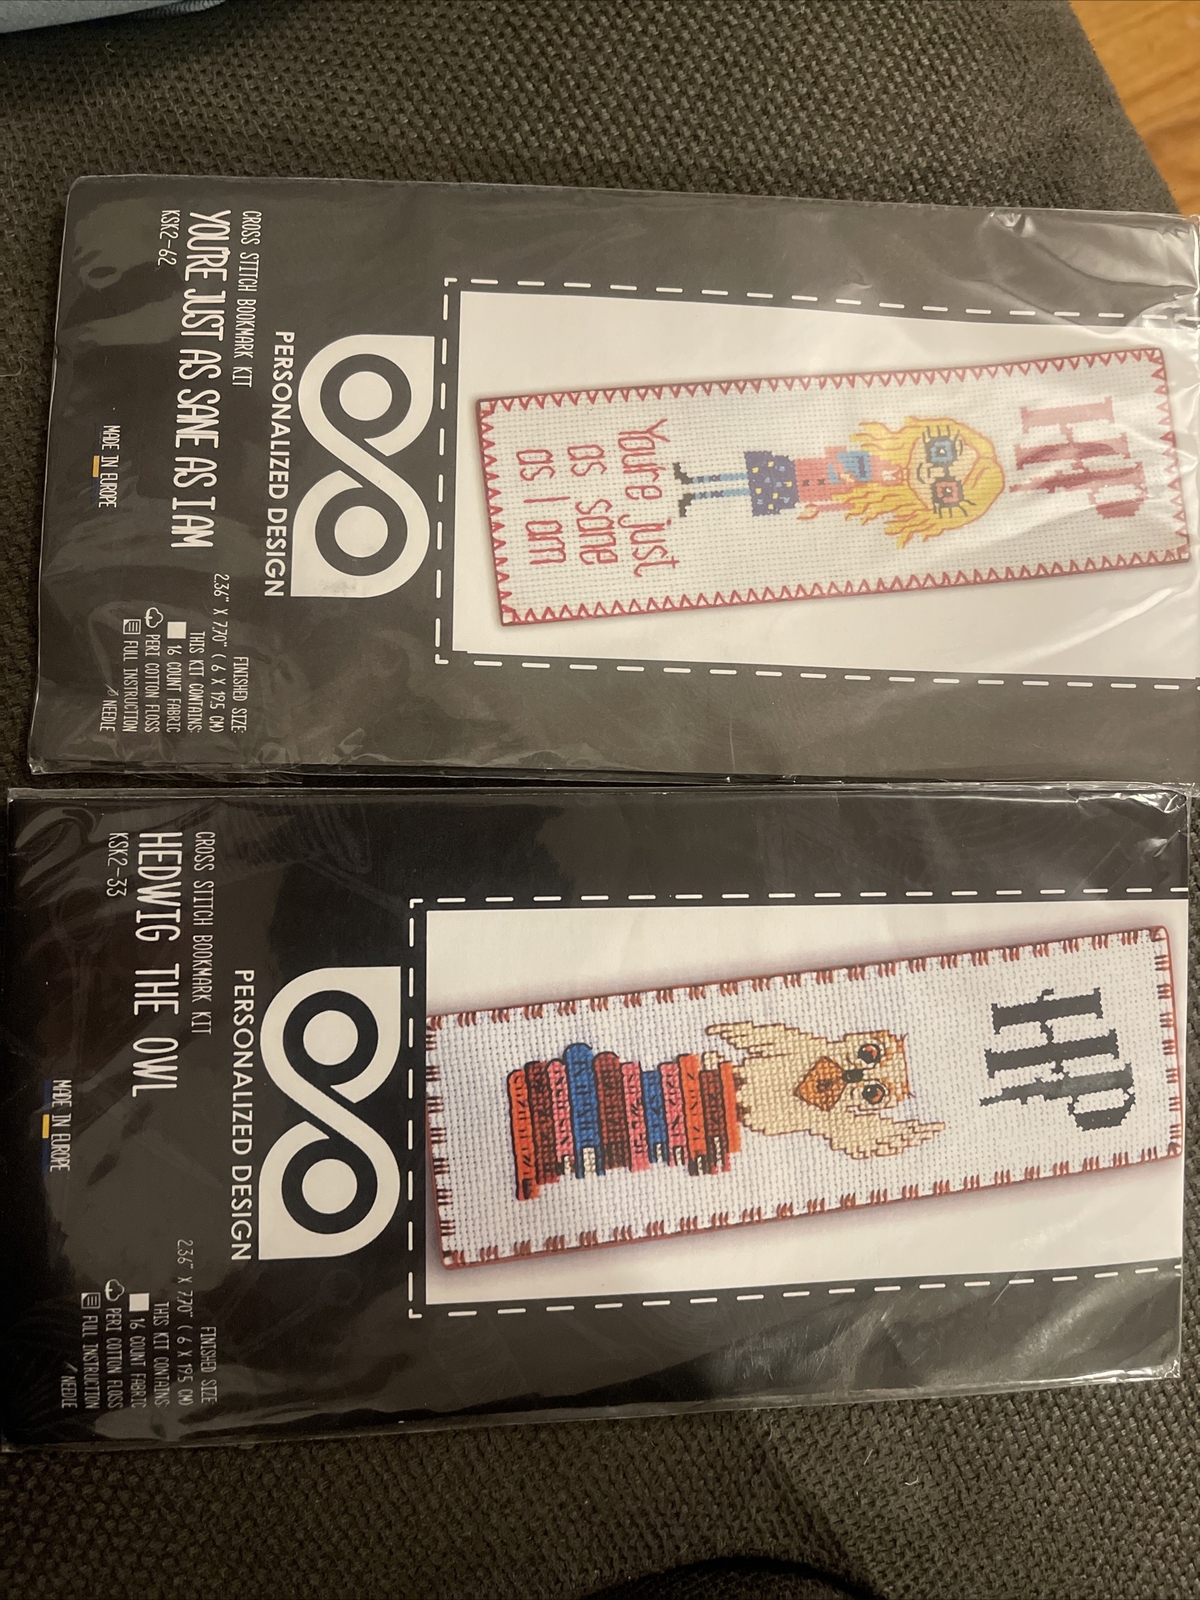 HP
You're just
as sane
as I am
PERSONALIZED DESIGN
CROSS STITCH BOOKMARK KIT
YOU'RE JUST AS SANE AS I AM
KSK2-62
MADE IN EUROPE
FINISHED SIZE:
2.36" X 7.70" ( 6 X 19.5 CM)
THIS KIT CONTAINS:
16 COUNT FABRIC
PERI COTTON FLOSS
FULL INSTRUCTION
NEEDLE
HP
PERSONALIZED DESIGN
CROSS STITCH BOOKMARK KIT
HEDWIG THE OWL
KSK2-33
MADE IN EUROPE
FINISHED SIZE
2.36" X 7.70" ( 6 X 19.5 CM)
THIS KIT CONTAINS:
16 COUNT FABRIC
PERI COTTON FLOSS
FULL INSTRUCTION
NEEDLE